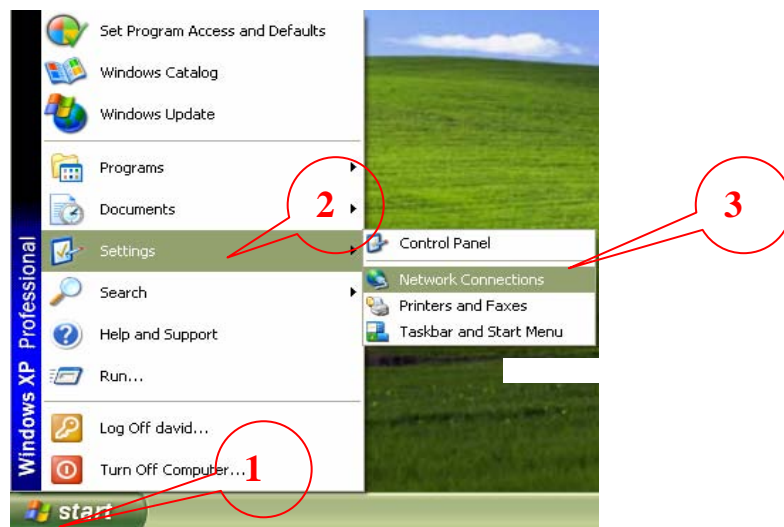 Set Program Access and Defaults
Windows Catalog
Windows Update
Programs
Documents
2
Settings
Search
Help and Support
Run...
Log Off david...
Turn Off Computer...
1
Windows XP Professional
start
Control Panel
Network Connections
Printers and Faxes
Taskbar and Start Menu
3